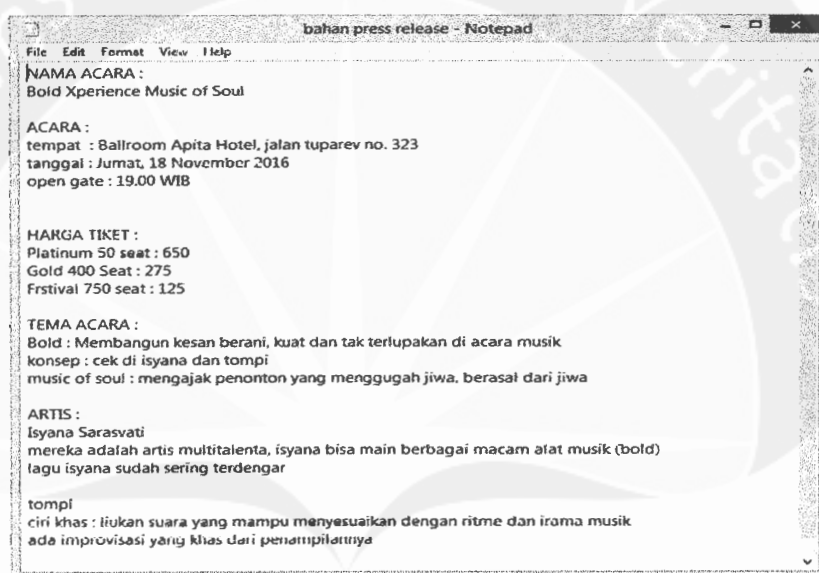 bahan press release - Notepad
File Edit Format View Help
NAMA ACARA :
Bold Xperience Music of Soul
ACARA :
tempat : Ballroom Apita Hotel, jalan tuparev no. 323
tanggal : Jumat, 18 November 2016
open gate : 19.00 WIB
HARGA TIKET :
Platinum 50 seat : 650
Gold 400 Seat : 275
Frstival 750 seat : 125
TEMA ACARA :
Bold : Membangun kesan berani, kuat dan tak terlupakan di acara musik
konsep : cek di isyana dan tompi
music of soul : mengajak penonton yang menggugah jiwa, berasal dari jiwa
ARTIS :
Isyana Sarasvati
mereka adalah artis multitalenta, isyana bisa main berbagai macam alat musik (bold)
lagu isyana sudah sering terdengar
tompi
ciri khas : liukan suara yang mampu menyesuaikan dengan ritme dan irama musik
ada improvisasi yang khas dari penampilannya